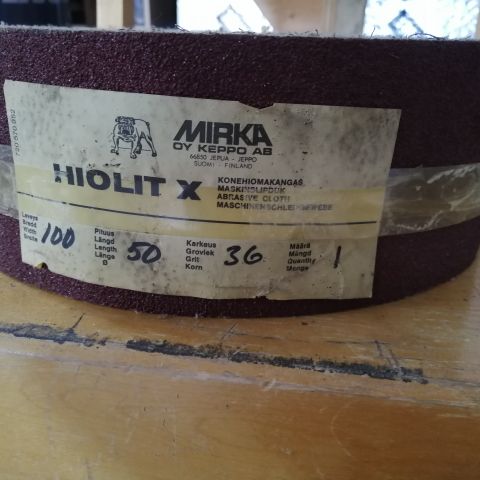 MIRKA
OY KEPPO AB
66850 JEPUA - JEPPO
SUOMI - FINLAND
HIOLIT X
KONEHIOMAKANGAS
MASKINSLIPDUK
ABRASIVE CLOTH
MASCHINENSCHLEIFGEWEBE
Leveys
Bredd
Width
Breite
100
Pituus
Längd
Length
Länge
Ø
50
Karkeus
Grovlek
Grit
Korn
36
Määrä
Mängd
Quantity
Menge
1